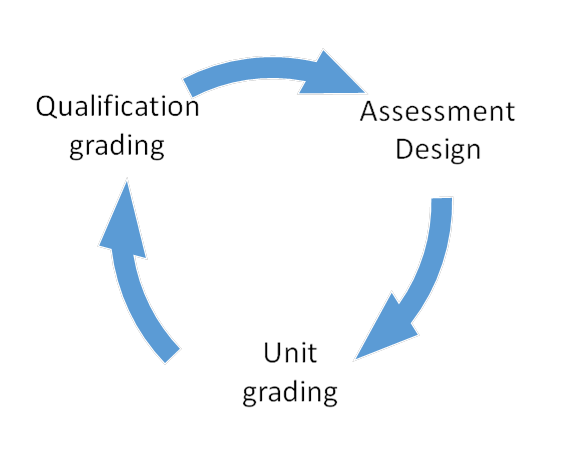 Qualification
grading
Assessment
Design
Unit
grading